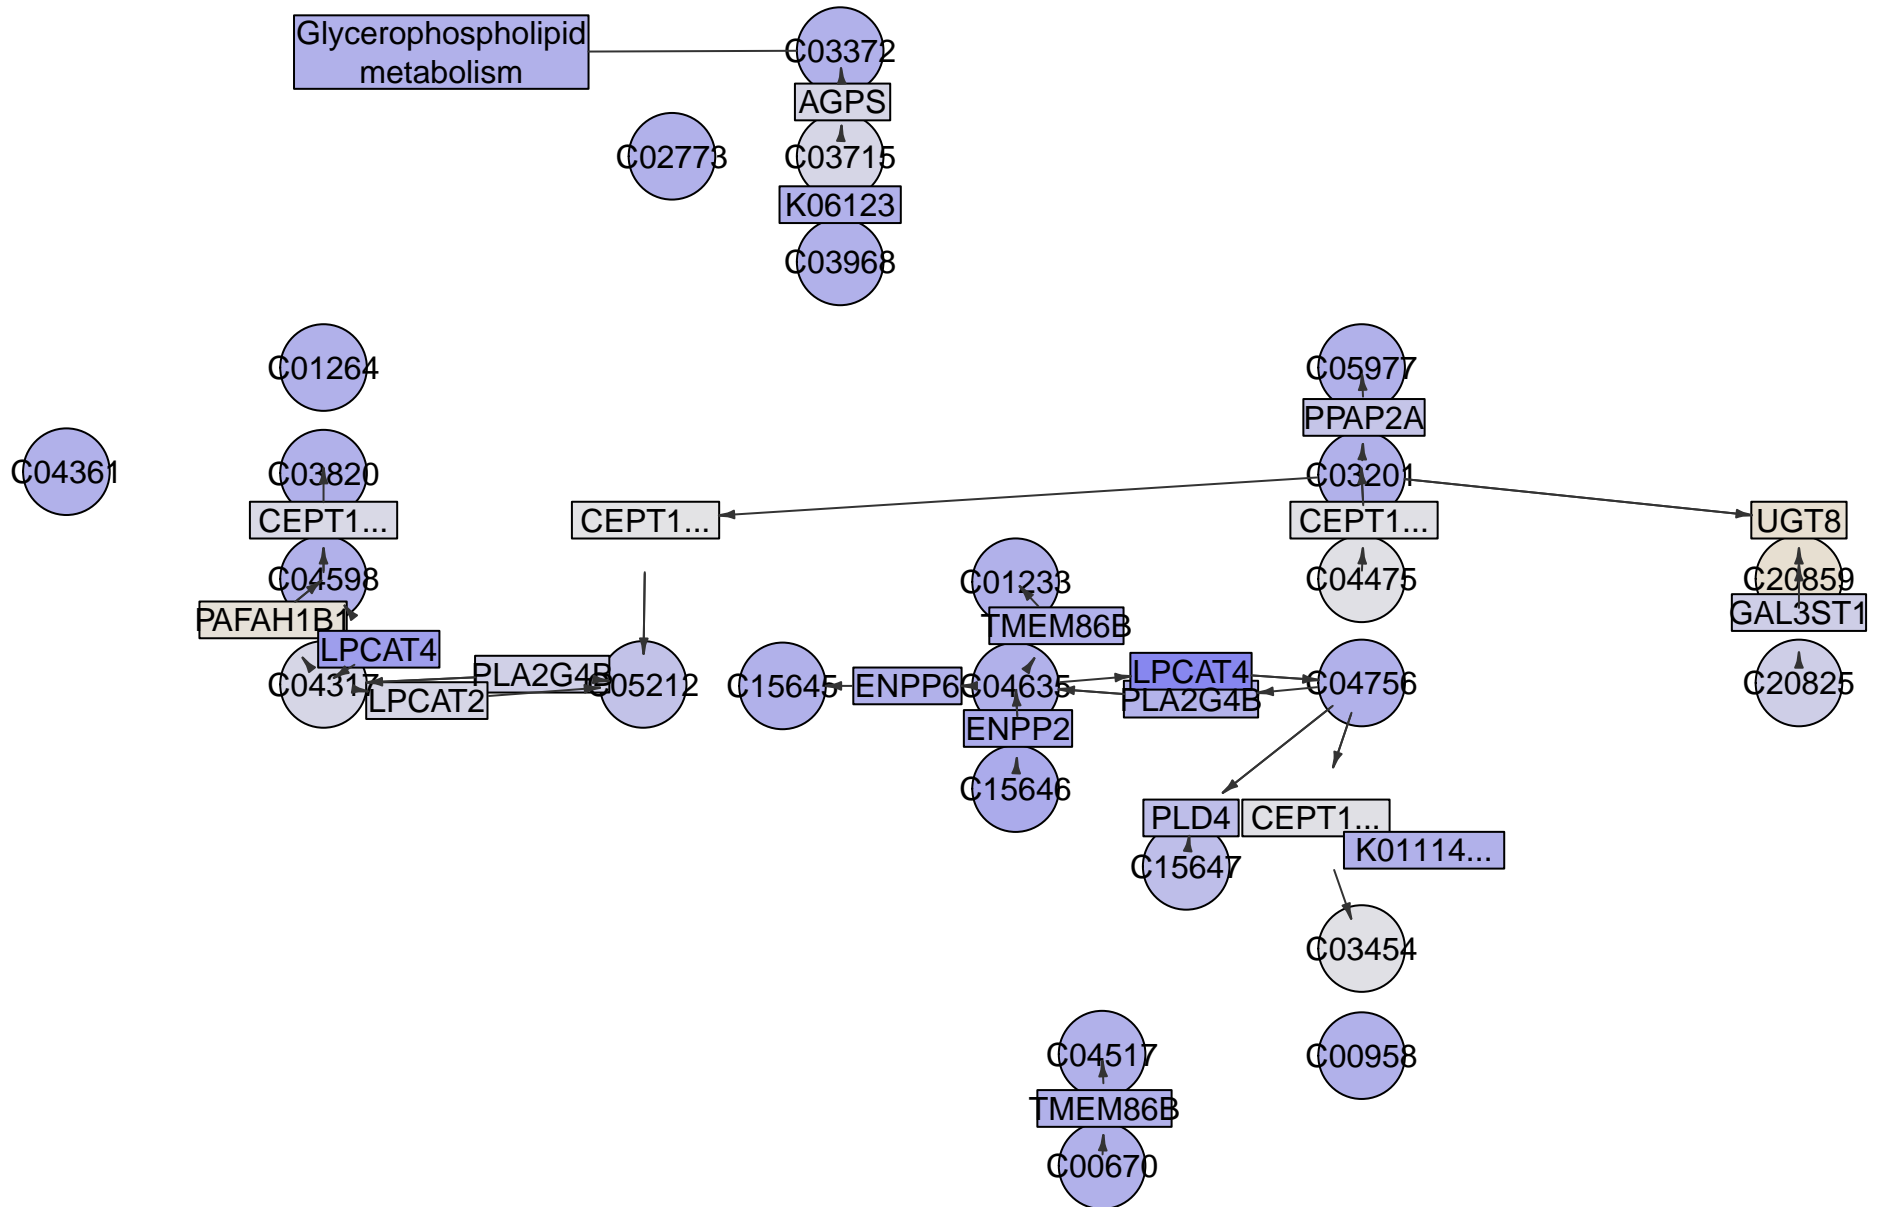 Glycerophospholipid
metabolism
C03372
AGPS
C02773
C03715
K06123
C03968
C01264
C05977
PPAP2A
C04361
C03820
C03201
CEPT1...
CEPT1...
CEPT1...
UGT8
C04598
C01233
C04475
C20859
PAFAH1B1
TMEM86B
GAL3ST1
LPCAT4
C04317
PLA2G4B
LPCAT2
C05212
C15645
ENPP6
C04635
LPCAT4
PLA2G4B
C04756
C20825
ENPP2
C15646
PLD4
CEPT1...
K01114...
C15647
C03454
C04517
C00958
TMEM86B
C00670